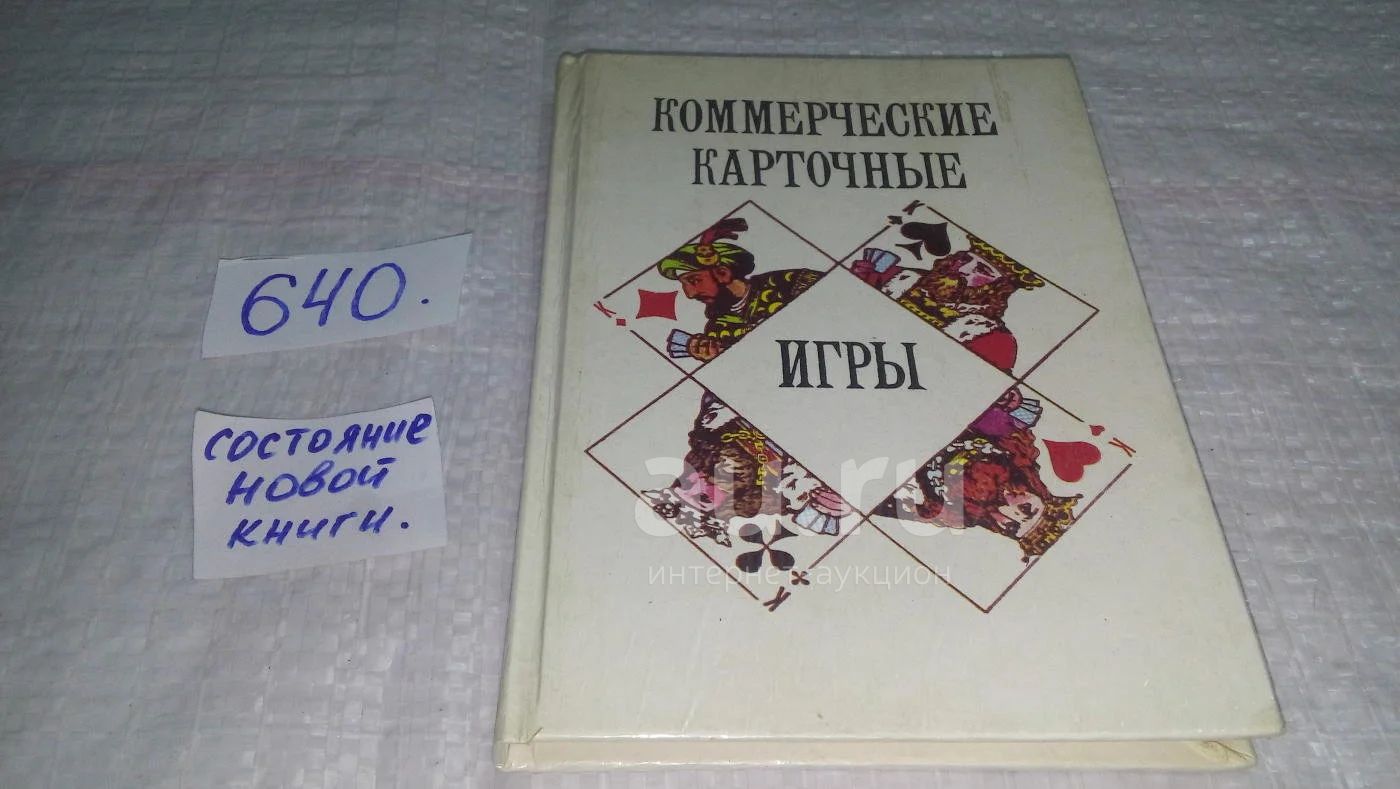 640.
состояние
новой
книги.
КОММЕРЧЕСКИЕ
КАРТОЧНЫЕ
ИГРЫ
К
К
К
К
au.ru
интернет аукцион